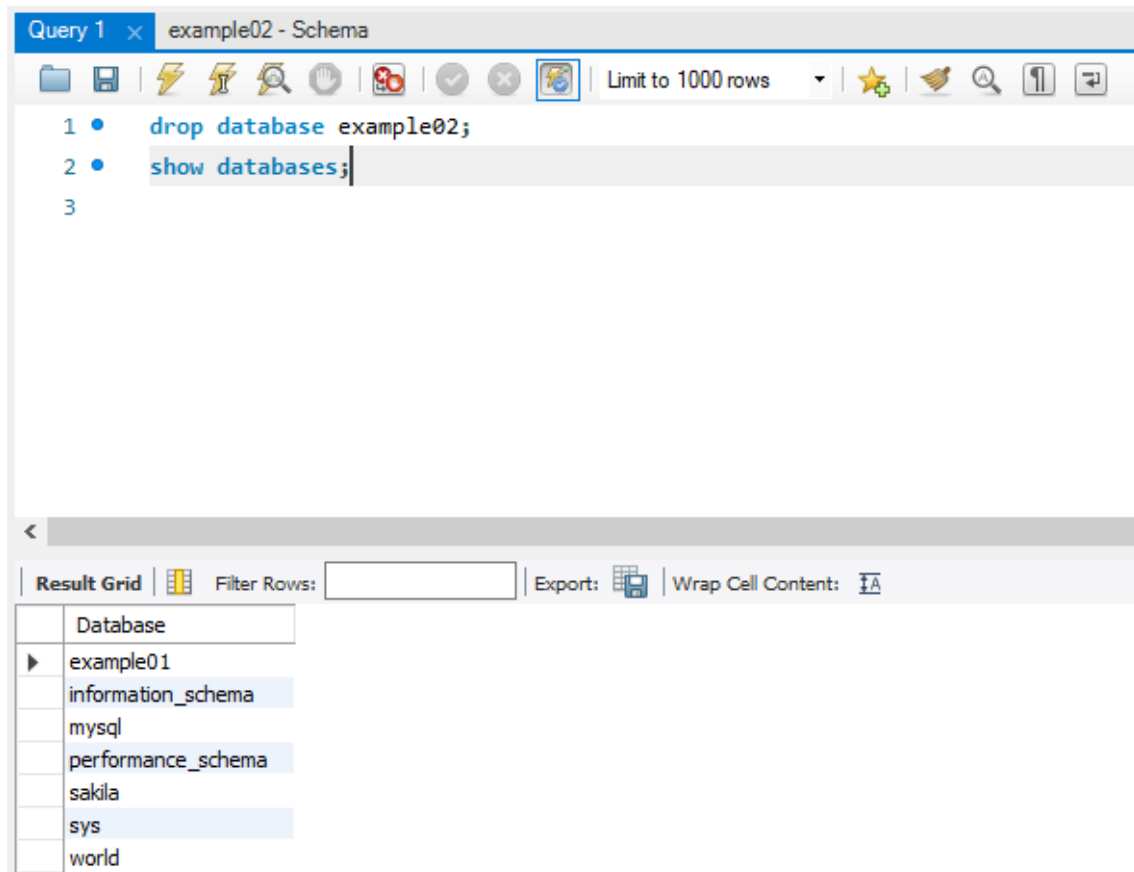 Query 1 example02 - Schema
Limit to 1000 rows
1 drop database example02;
2 show databases;
3
Result Grid Filter Rows: Export: Wrap Cell Content: IA
Database
example01
information_schema
mysql
performance_schema
sakila
sys
world